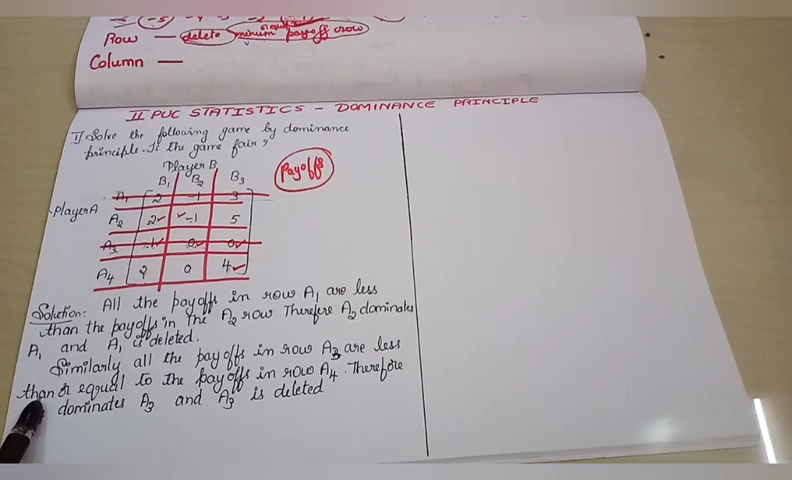 Row — delete minimum payoff row
Column —
II PUC STATISTICS - DOMINANCE PRINCIPLE
1) Solve the following game by dominance
principle. Is the game fair?
Player B
B1 B2 B3
Payoffs
Player A
A1 2 -1 3
A2 2 -1 5
A3 -1 0 0
A4 2 0 4
Solution: All the payoffs in row A1 are less
than the payoffs in the A2 row. Therefore A2 dominates
A1 and A1 is deleted.
Similarly all the payoffs in row A3 are less
than or equal to the payoffs in row A4. Therefore
dominates A3 and A3 is deleted